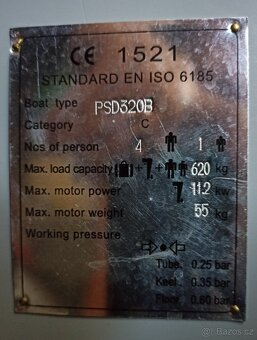 CE 1521
STANDARD EN ISO 6185
Boat type PSD320B
Category C
Nos of person 4 1
Max. load capacity + + 620 kg
Max. motor power 11.2 kw
Max. motor weight 55 kg
Working pressure
Tube. 0.25 bar
Keel. 0.35 bar
Floor. 0.80 bar
sbazar.cz